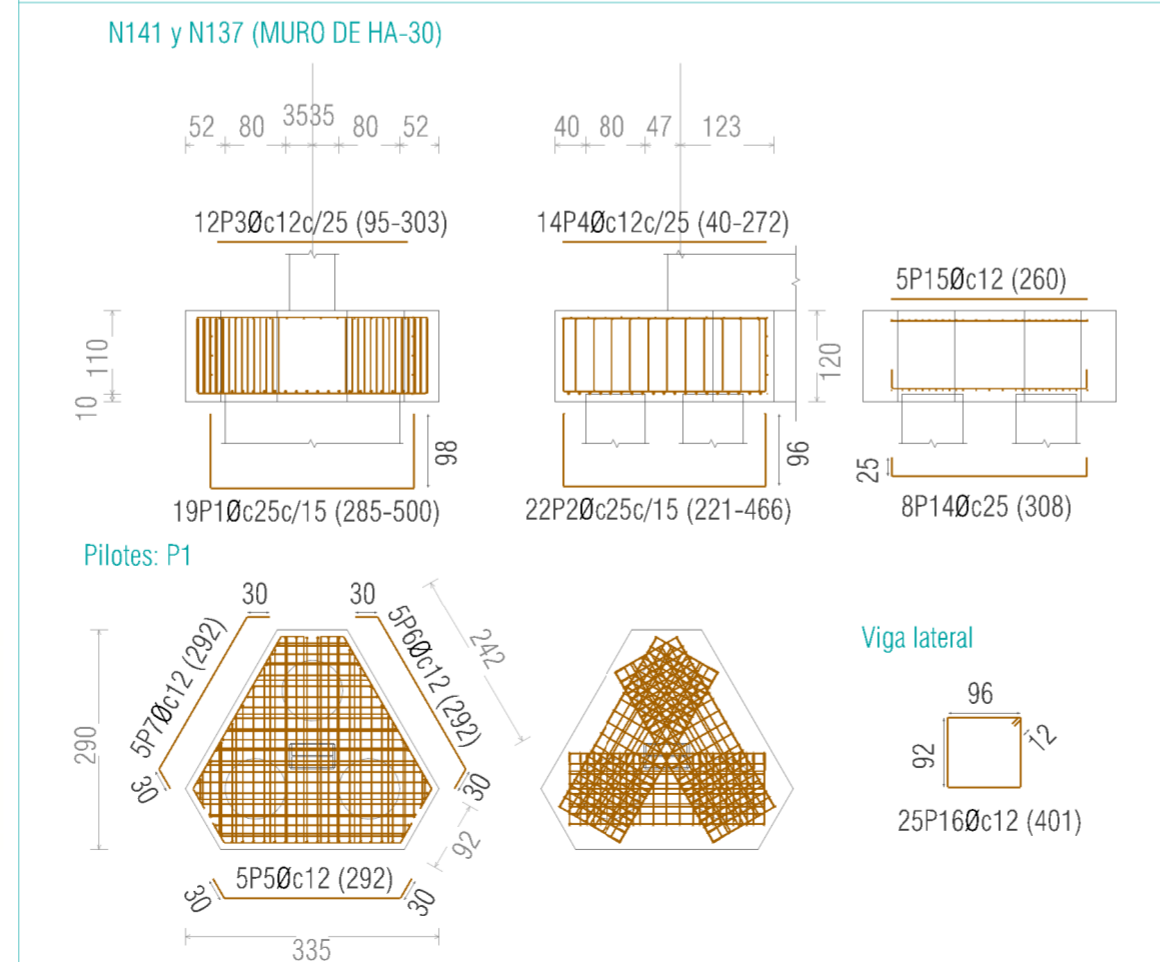 N141 y N137 (MURO DE HA-30)
52 80 3535 80 52
40 80 47 123
12P3Øc12c/25 (95-303)
14P4Øc12c/25 (40-272)
5P15Øc12 (260)
110
10
120
98
96
25
19P1Øc25c/15 (285-500)
22P2Øc25c/15 (221-466)
8P14Øc25 (308)
Pilotes: P1
30 30
5P7Øc12 (292)
5P6Øc12 (292)
242
290
30
30
92
5P5Øc12 (292)
30
30
335
Viga lateral
96
92
12
25P16Øc12 (401)